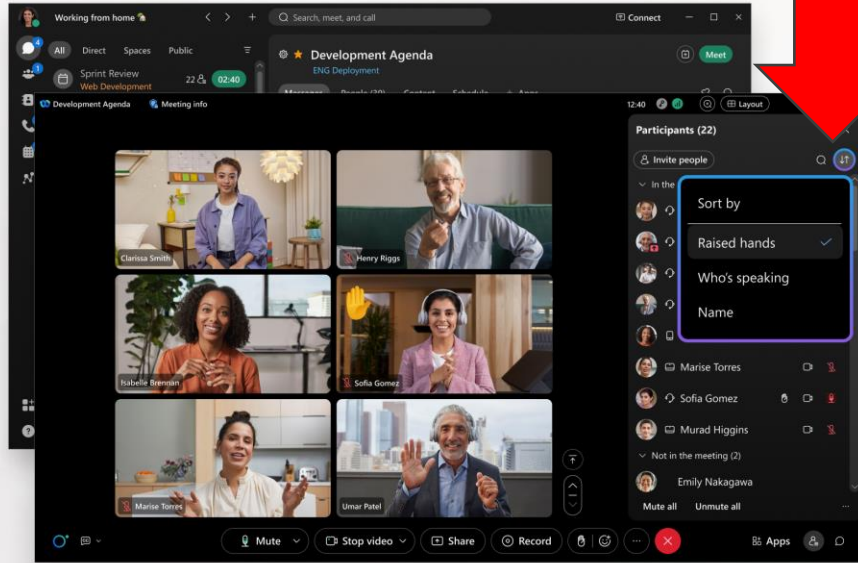 Working from home
Search, meet, and call
Connect
All Direct Spaces Public
Development Agenda
ENG Deployment
Meet
Sprint Review
Web Development
22
02:40
Development Agenda
Meeting info
12:40
Layout
Participants (22)
Invite people
In the
Sort by
Raised hands
Who's speaking
Name
Clarissa Smith
Henry Riggs
Isabelle Brennan
Sofia Gomez
Marise Torres
Umar Patel
Marise Torres
Sofia Gomez
Murad Higgins
Not in the meeting (2)
Emily Nakagawa
Mute all
Unmute all
Mute
Stop video
Share
Record
Apps